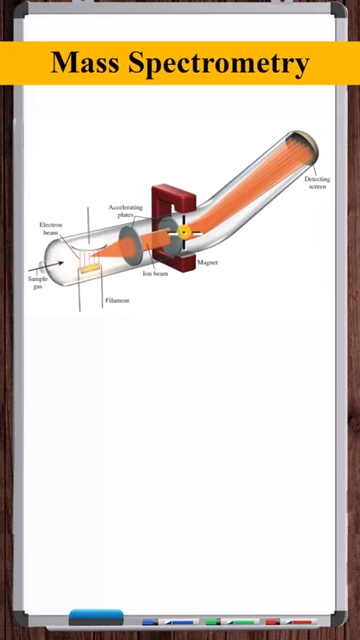 Mass Spectrometry
Accelerating
plates
Detecting
screen
Electron
beam
Magnet
Ion beam
Sample
gas
Filament